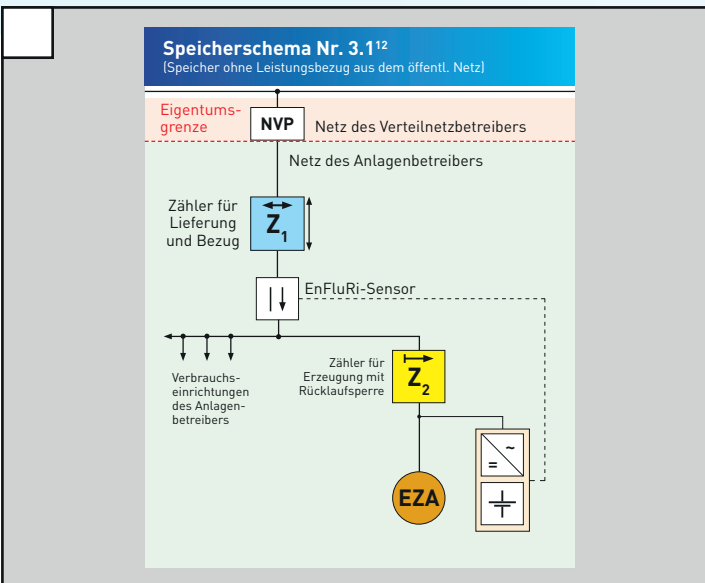 Speicherschema Nr. 3.1¹²
(Speicher ohne Leistungsbezug aus dem öffentl. Netz)
Eigentums-
grenze
NVP
Netz des Verteilnetzbetreibers
Netz des Anlagenbetreibers
Zähler für
Lieferung
und Bezug
Z₁
EnFluRi-Sensor
Verbrauchs-
einrichtungen
des Anlagen-
betreibers
Zähler für
Erzeugung mit
Rücklaufsperre
Z₂
~
=
EZA